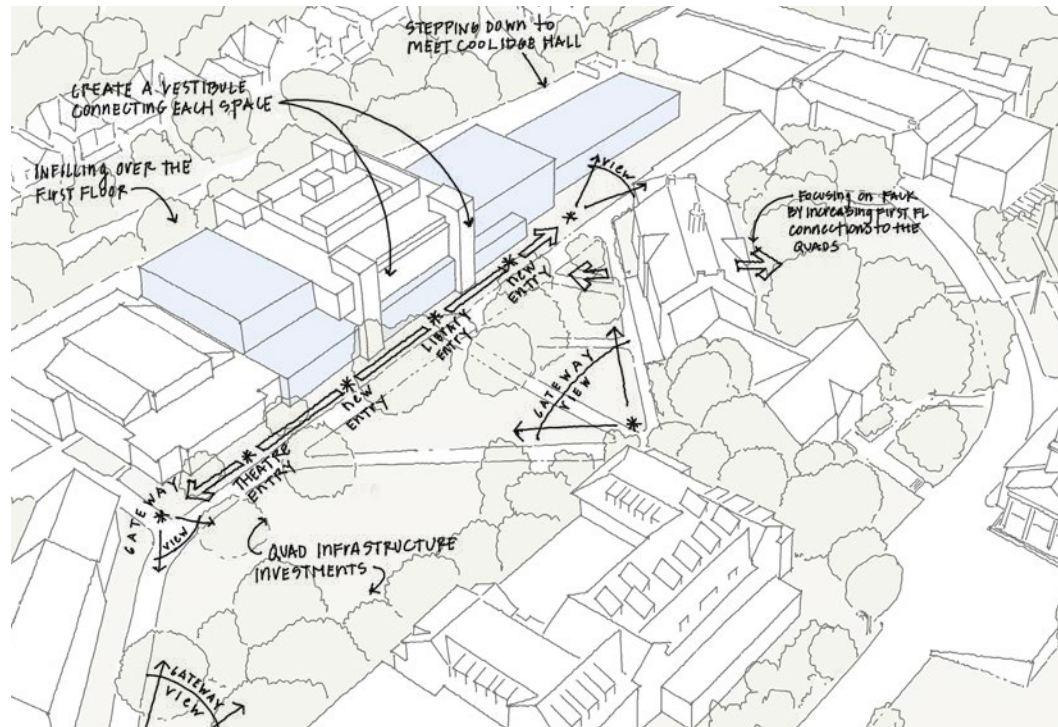 STEPPING DOWN TO
MEET COOLIDGE HALL
CREATE A VESTIBULE
CONNECTING EACH SPACE
INFILLING OVER THE
FIRST FLOOR
VIEW
FOCUSING ON FALK
BY INCREASING FIRST FL
CONNECTIONS TO THE
QUADS
NEW
ENTRY
LIBRARY
ENTRY
GATEWAY
VIEW
NEW
ENTRY
THEATRE
ENTRY
GATEWAY
VIEW
QUAD INFRASTRUCTURE
INVESTMENTS
GATEWAY
VIEW